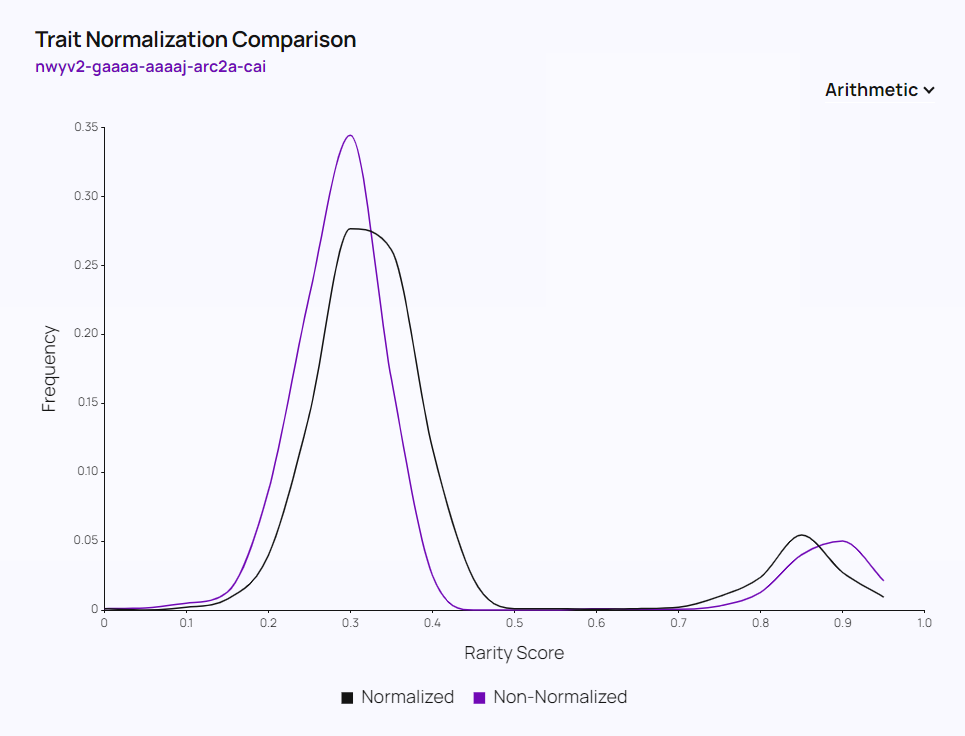 Trait Normalization Comparison
nwyv2-gaaaa-aaaaj-arc2a-cai
Arithmetic
0.35
0.30
0.25
0.20
0.15
0.10
0.05
0
Frequency
0 0.1 0.2 0.3 0.4 0.5 0.6 0.7 0.8 0.9 1.0
Rarity Score
Normalized Non-Normalized